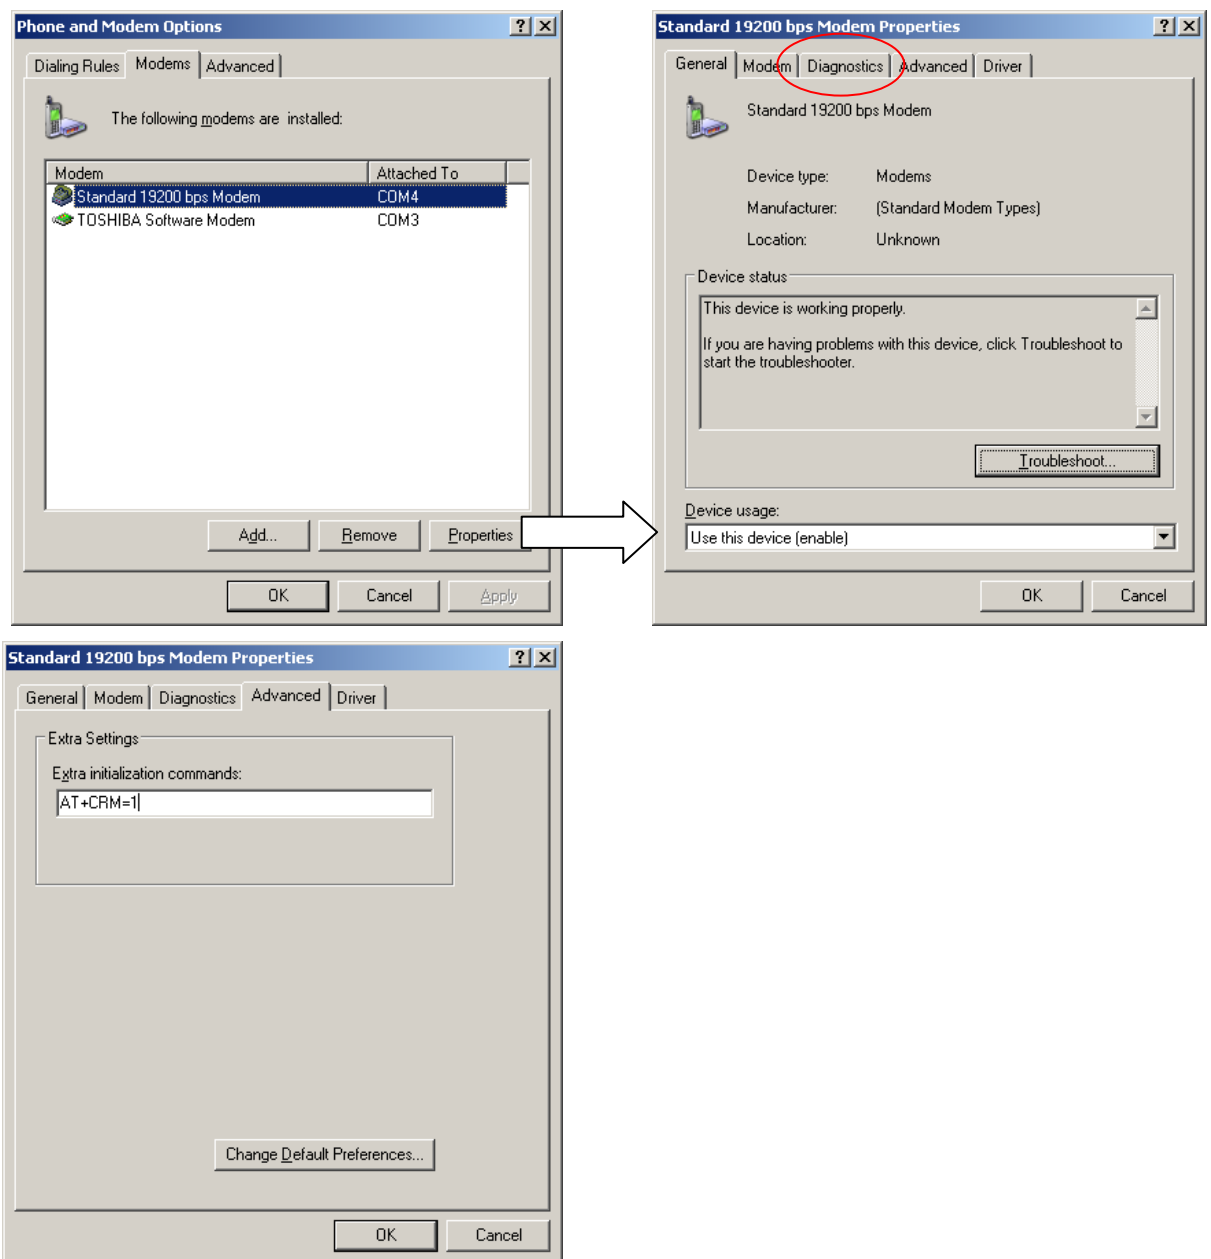 Phone and Modem Options
Dialing Rules Modems Advanced
The following modems are installed:
Modem Attached To
Standard 19200 bps Modem COM4
TOSHIBA Software Modem COM3
Add... Remove Properties
OK Cancel Apply
Standard 19200 bps Modem Properties
General Modem Diagnostics Advanced Driver
Standard 19200 bps Modem
Device type: Modems
Manufacturer: (Standard Modem Types)
Location: Unknown
Device status
This device is working properly.
If you are having problems with this device, click Troubleshoot to
start the troubleshooter.
Troubleshoot...
Device usage:
Use this device (enable)
OK Cancel
Standard 19200 bps Modem Properties
General Modem Diagnostics Advanced Driver
Extra Settings
Extra initialization commands:
AT+CRM=1
Change Default Preferences...
OK Cancel